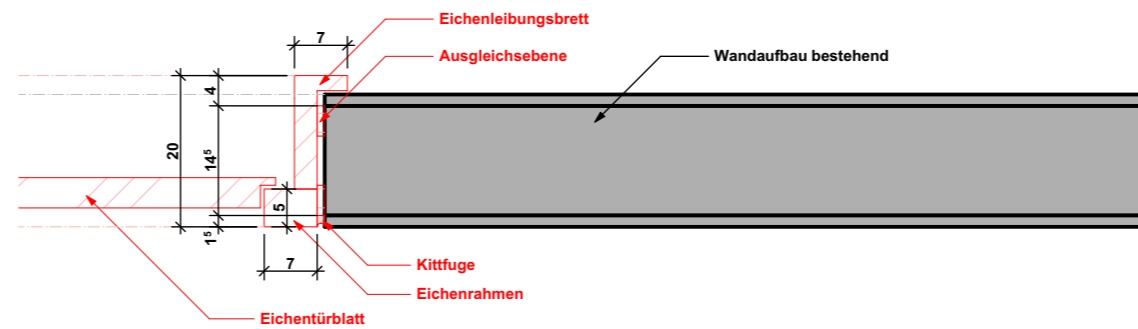 Eichenleibungsbrett
7
Ausgleichsebene
Wandaufbau bestehend
4
20
14⁵
5
1⁵
7
Kittfuge
Eichenrahmen
Eichentürblatt